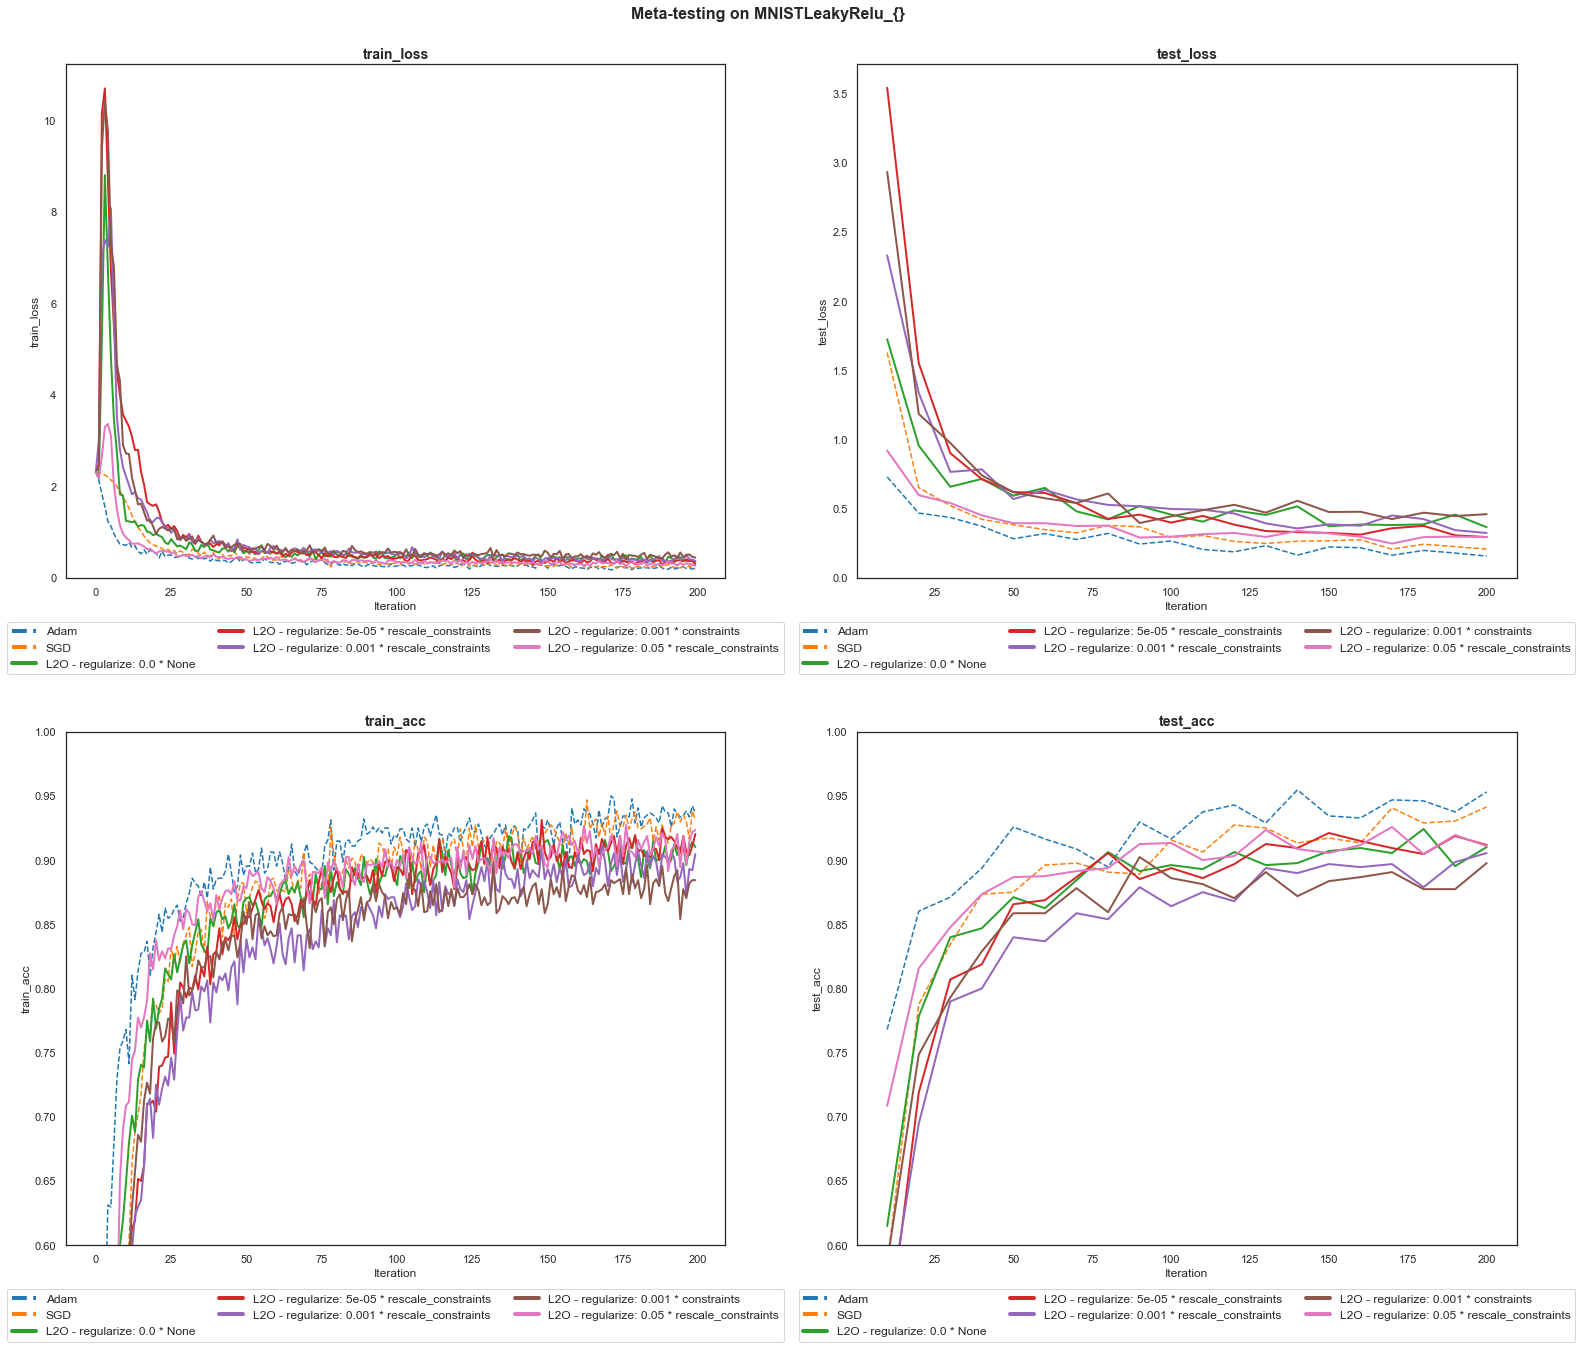 Meta-testing on MNISTLeakyRelu_{}
train_loss
train_loss
10
8
6
4
2
0
0 25 50 75 100 125 150 175 200
Iteration
Adam
SGD
L2O - regularize: 0.0 * None
L2O - regularize: 5e-05 * rescale_constraints
L2O - regularize: 0.001 * rescale_constraints
L2O - regularize: 0.001 * constraints
L2O - regularize: 0.05 * rescale_constraints
test_loss
test_loss
3.5
3.0
2.5
2.0
1.5
1.0
0.5
0.0
25 50 75 100 125 150 175 200
Iteration
Adam
SGD
L2O - regularize: 0.0 * None
L2O - regularize: 5e-05 * rescale_constraints
L2O - regularize: 0.001 * rescale_constraints
L2O - regularize: 0.001 * constraints
L2O - regularize: 0.05 * rescale_constraints
train_acc
train_acc
1.00
0.95
0.90
0.85
0.80
0.75
0.70
0.65
0.60
0 25 50 75 100 125 150 175 200
Iteration
Adam
SGD
L2O - regularize: 0.0 * None
L2O - regularize: 5e-05 * rescale_constraints
L2O - regularize: 0.001 * rescale_constraints
L2O - regularize: 0.001 * constraints
L2O - regularize: 0.05 * rescale_constraints
test_acc
test_acc
1.00
0.95
0.90
0.85
0.80
0.75
0.70
0.65
0.60
25 50 75 100 125 150 175 200
Iteration
Adam
SGD
L2O - regularize: 0.0 * None
L2O - regularize: 5e-05 * rescale_constraints
L2O - regularize: 0.001 * rescale_constraints
L2O - regularize: 0.001 * constraints
L2O - regularize: 0.05 * rescale_constraints